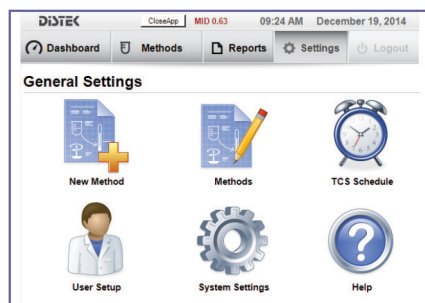 DiSTEK CloseApp MID 0.63 09:24 AM December 19, 2014
Dashboard Methods Reports Settings Logout
General Settings
New Method Methods TCS Schedule
User Setup System Settings Help